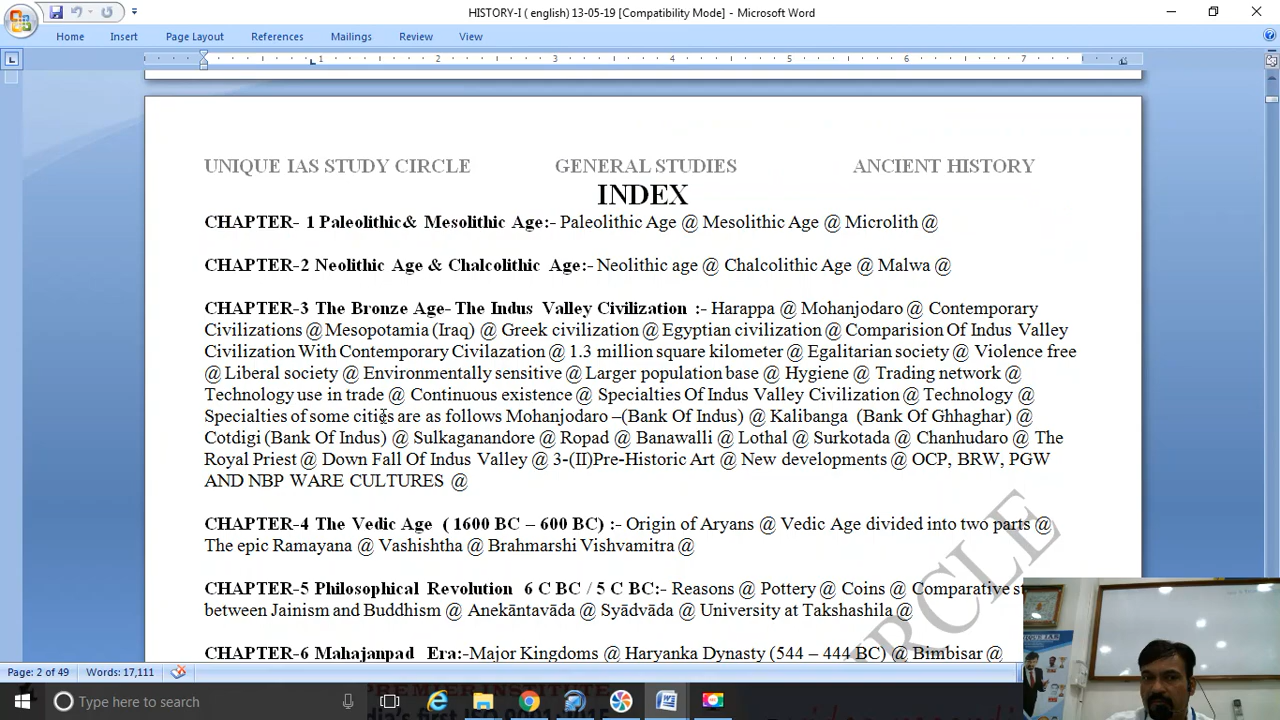 HISTORY-I ( english) 13-05-19 [Compatibility Mode] - Microsoft Word
Home Insert Page Layout References Mailings Review View
1 2 3 4 5 6 7
UNIQUE IAS STUDY CIRCLE GENERAL STUDIES ANCIENT HISTORY
INDEX
CHAPTER- 1 Paleolithic& Mesolithic Age:- Paleolithic Age @ Mesolithic Age @ Microlith @
CHAPTER-2 Neolithic Age & Chalcolithic Age:- Neolithic age @ Chalcolithic Age @ Malwa @
CHAPTER-3 The Bronze Age- The Indus Valley Civilization :- Harappa @ Mohanjodaro @ Contemporary
Civilizations @ Mesopotamia (Iraq) @ Greek civilization @ Egyptian civilization @ Comparision Of Indus Valley
Civilization With Contemporary Civilazation @ 1.3 million square kilometer @ Egalitarian society @ Violence free
@ Liberal society @ Environmentally sensitive @ Larger population base @ Hygiene @ Trading network @
Technology use in trade @ Continuous existence @ Specialties Of Indus Valley Civilization @ Technology @
Specialties of some cities are as follows Mohanjodaro –(Bank Of Indus) @ Kalibanga (Bank Of Ghhaghar) @
Cotdigi (Bank Of Indus) @ Sulkaganandore @ Ropad @ Banawalli @ Lothal @ Surkotada @ Chanhudaro @ The
Royal Priest @ Down Fall Of Indus Valley @ 3-(II)Pre-Historic Art @ New developments @ OCP, BRW, PGW
AND NBP WARE CULTURES @
CHAPTER-4 The Vedic Age ( 1600 BC – 600 BC) :- Origin of Aryans @ Vedic Age divided into two parts @
The epic Ramayana @ Vashishtha @ Brahmarshi Vishvamitra @
CHAPTER-5 Philosophical Revolution 6 C BC / 5 C BC:- Reasons @ Pottery @ Coins @ Comparative
between Jainism and Buddhism @ Anekāntavāda @ Syādvāda @ University at Takshashila @
CHAPTER-6 Mahajanpad Era:-Major Kingdoms @ Haryanka Dynasty (544 – 444 BC) @ Bimbisar @
RCLE
Page: 2 of 49 Words: 17,111
Type here to search